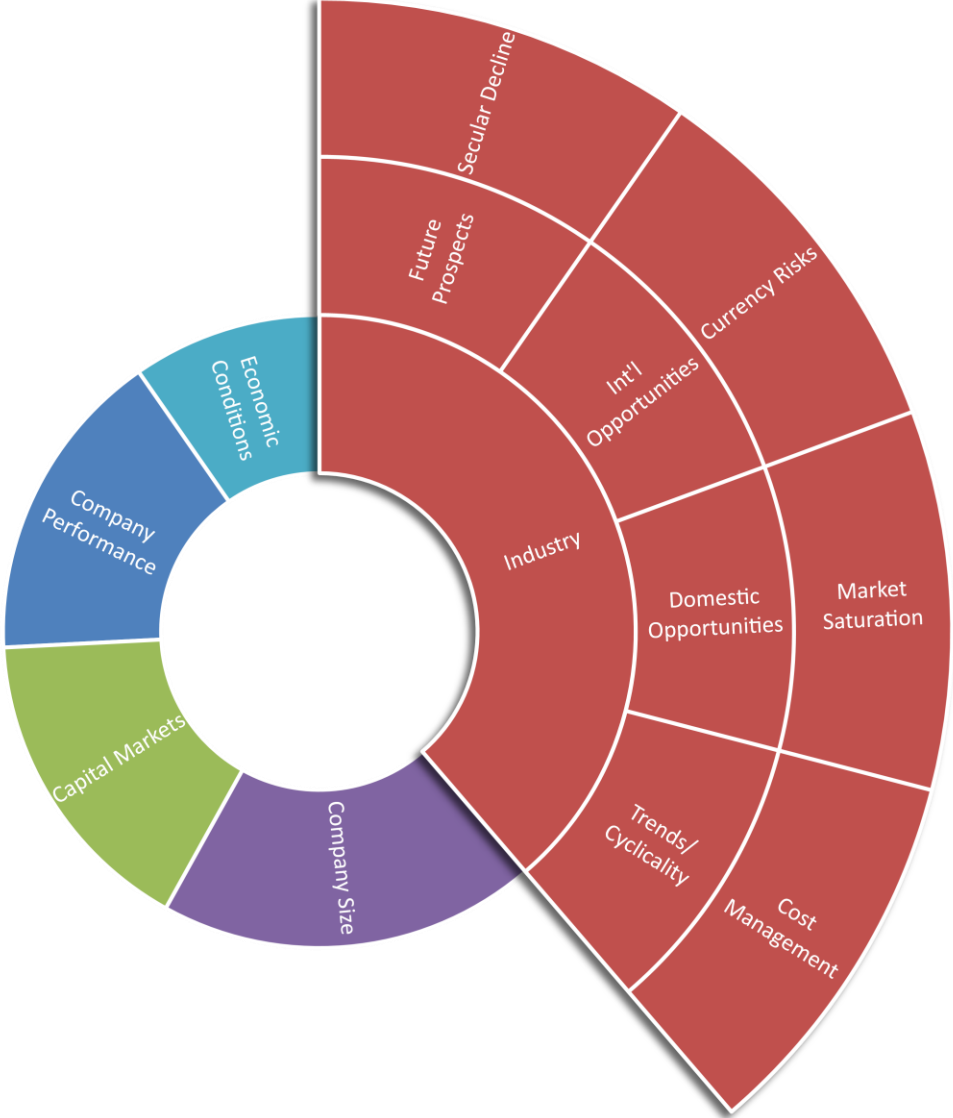 Secular Decline
Future
Prospects
Currency Risks
Int'l
Opportunities
Economic
Conditions
Company
Performance
Industry
Domestic
Opportunities
Market
Saturation
Capital Markets
Company Size
Trends/
Cyclicality
Cost
Management